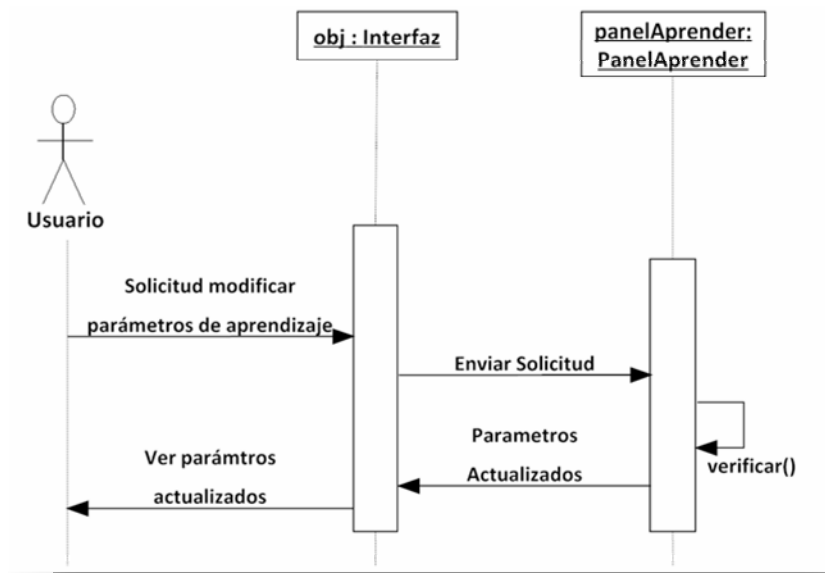 obj : Interfaz
panelAprender:
PanelAprender
Usuario
Solicitud modificar
parámetros de aprendizaje
Enviar Solicitud
verificar()
Parametros
Actualizados
Ver parámtros
actualizados